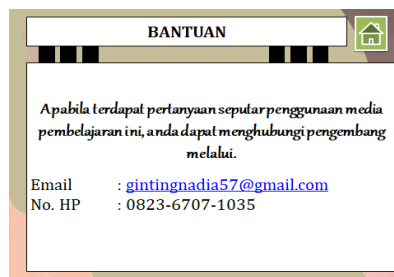 BANTUAN
Apabila terdapat pertanyaan seputar penggunaan media
pembelajaran ini, anda dapat menghubungi pengembang
melalui.
Email : gintingnadia57@gmail.com
No. HP : 0823-6707-1035